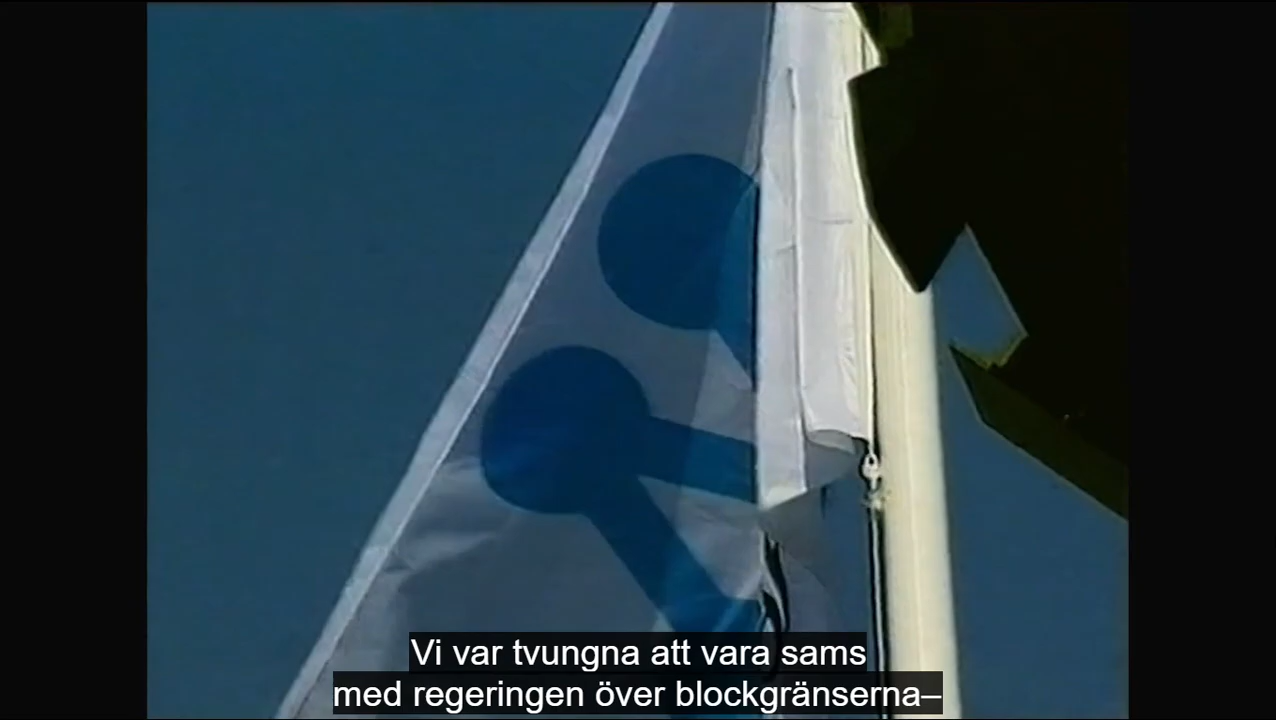 Vi var tvungna att vara sams
med regeringen över blockgränserna–